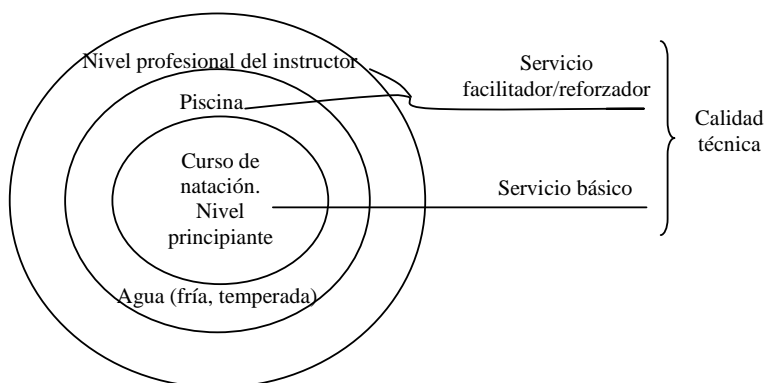 Nivel profesional del instructor
Piscina
Curso de
natación.
Nivel
principiante
Agua (fría, temperada)
Servicio
facilitador/reforzador
Servicio básico
Calidad
técnica